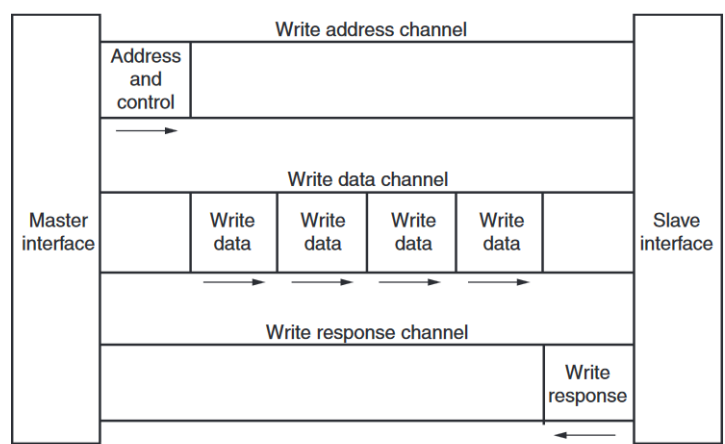 Write address channel
Address
and
control
Write data channel
Master
interface
Write
data
Write
data
Write
data
Write
data
Slave
interface
Write response channel
Write
response